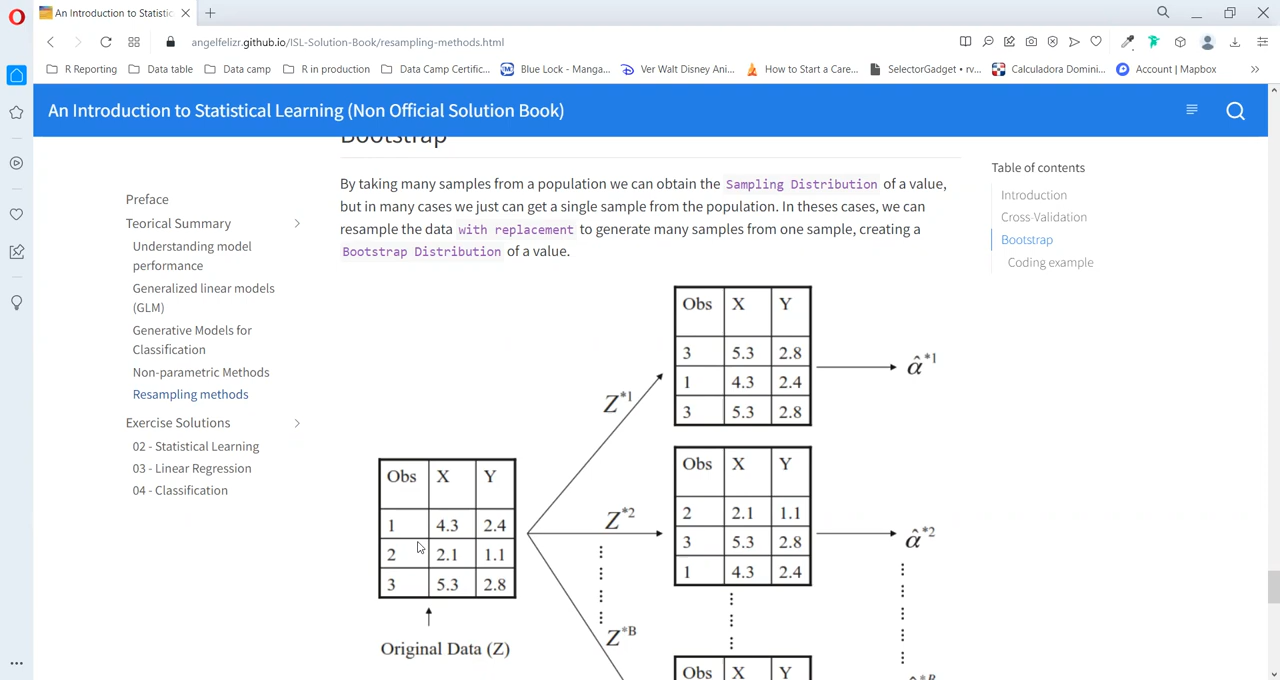 An Introduction to Statistic
angelfelizr.github.io/ISL-Solution-Book/resampling-methods.html
R Reporting
Data table
Data camp
R in production
Data Camp Certific...
Blue Lock - Manga...
Ver Walt Disney Ani...
How to Start a Care...
SelectorGadget • rv...
Calculadora Domini...
Account | Mapbox
An Introduction to Statistical Learning (Non Official Solution Book)
Preface
Teorical Summary
Understanding model
performance
Generalized linear models
(GLM)
Generative Models for
Classification
Non-parametric Methods
Resampling methods
Exercise Solutions
02 - Statistical Learning
03 - Linear Regression
04 - Classification
Bootstrap
By taking many samples from a population we can obtain the Sampling Distribution of a value,
but in many cases we just can get a single sample from the population. In theses cases, we can
resample the data with replacement to generate many samples from one sample, creating a
Bootstrap Distribution of a value.
Obs X Y
1 4.3 2.4
2 2.1 1.1
3 5.3 2.8
Original Data (Z)
Z*1
Obs X Y
3 5.3 2.8
1 4.3 2.4
3 5.3 2.8
α̂*1
Z*2
Obs X Y
2 2.1 1.1
3 5.3 2.8
1 4.3 2.4
α̂*2
Z*B
Obs X Y
α̂*B
Table of contents
Introduction
Cross-Validation
Bootstrap
Coding example